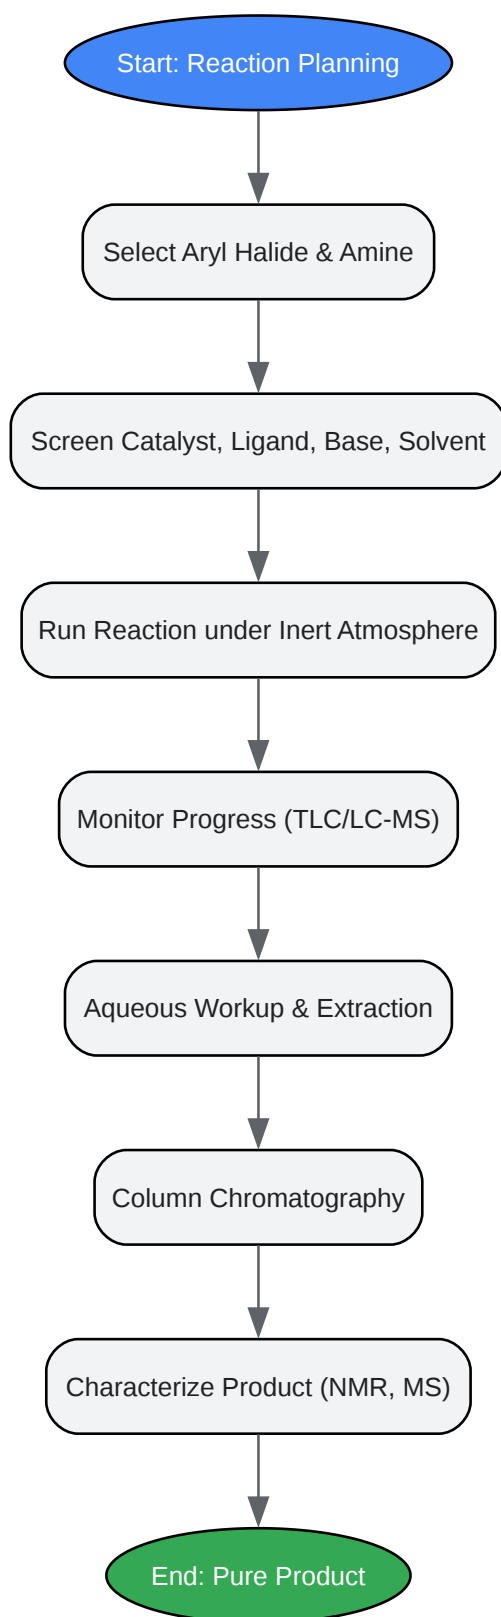 Start: Reaction Planning
Select Aryl Halide & Amine
Screen Catalyst, Ligand, Base, Solvent
Run Reaction under Inert Atmosphere
Monitor Progress (TLC/LC-MS)
Aqueous Workup & Extraction
Column Chromatography
Characterize Product (NMR, MS)
End: Pure Product